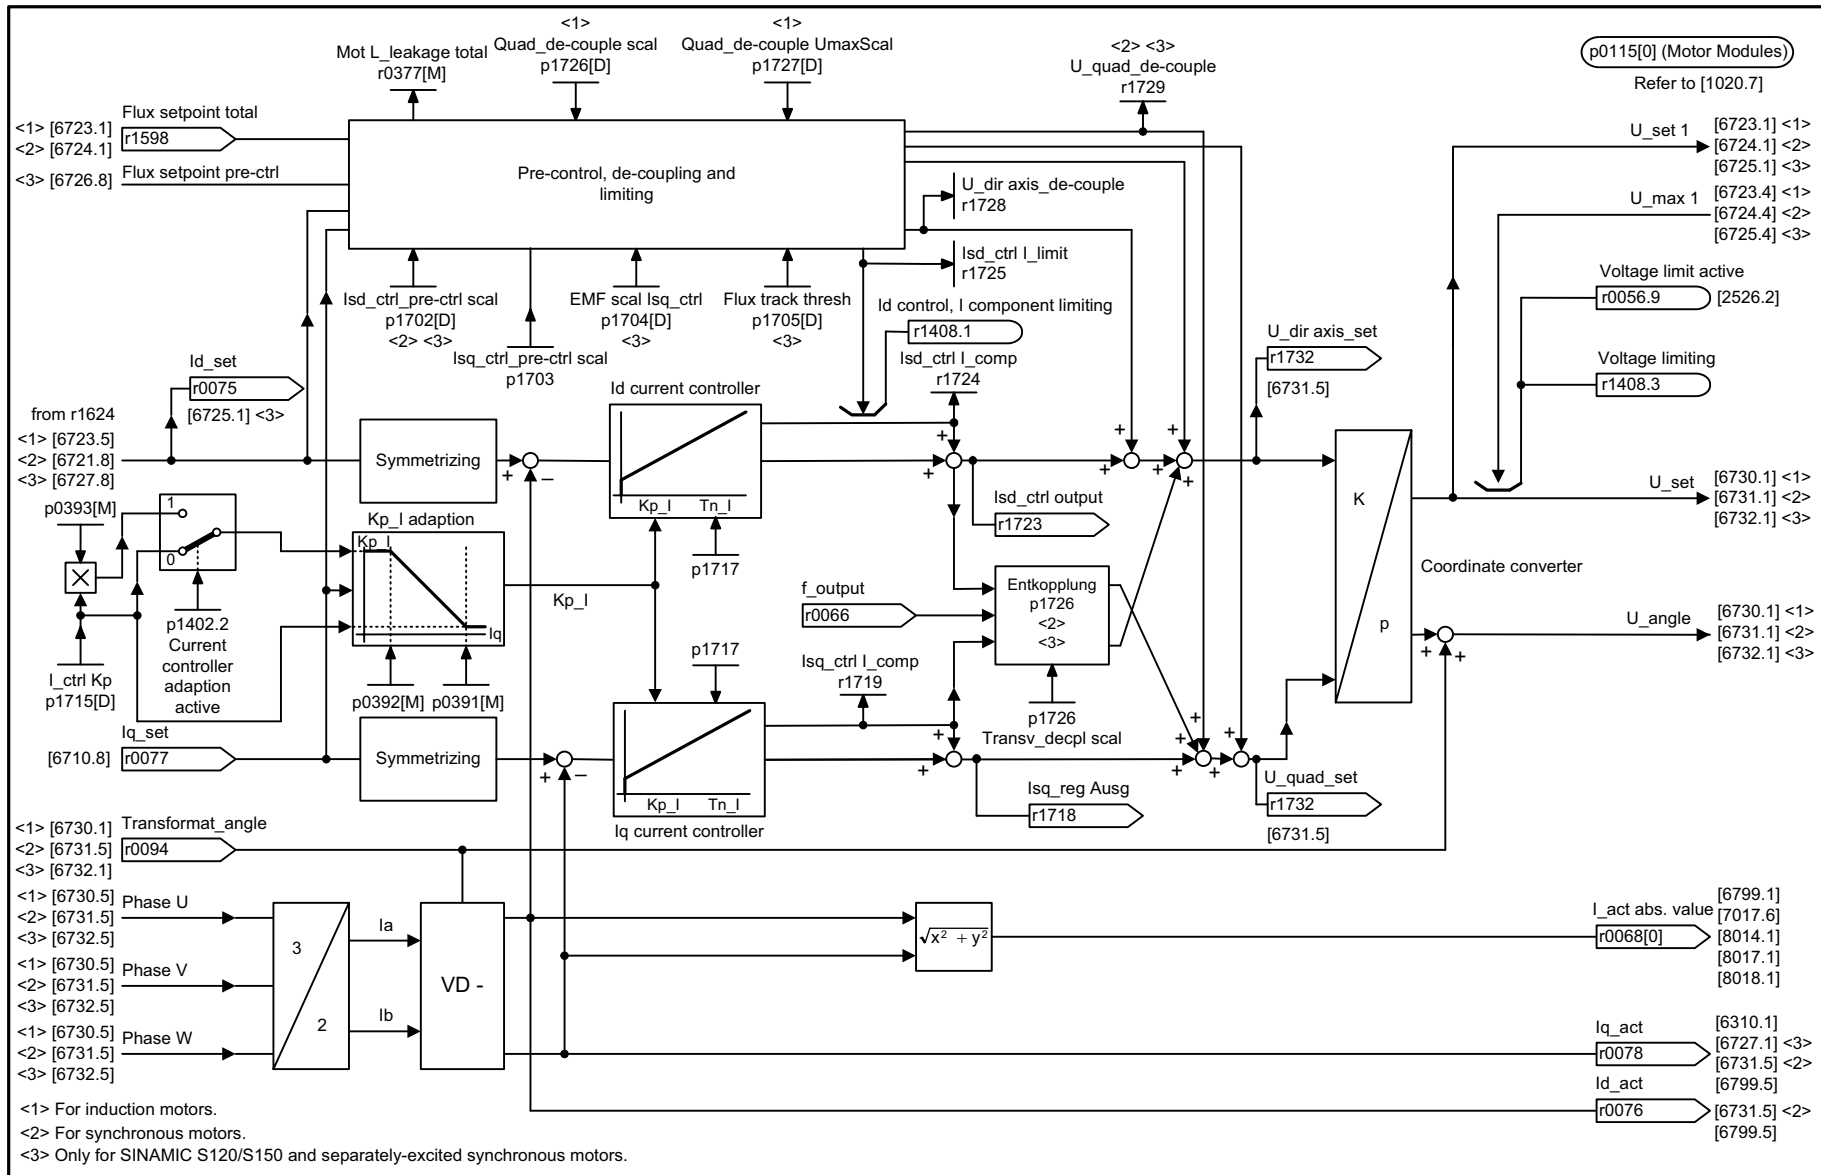 <1>
Quad_de-couple scal
p1726[D]
<1>
Quad_de-couple UmaxScal
p1727[D]
Mot L_leakage total
r0377[M]
<2> <3>
U_quad_de-couple
r1729
p0115[0] (Motor Modules)
Refer to [1020.7]
Flux setpoint total
<1> [6723.1]
<2> [6724.1]
r1598
<3> [6726.8]
Flux setpoint pre-ctrl
Pre-control, de-coupling and
limiting
U_dir axis_de-couple
r1728
Isd_ctrl I_limit
r1725
U_set 1
[6723.1] <1>
[6724.1] <2>
[6725.1] <3>
U_max 1
[6723.4] <1>
[6724.4] <2>
[6725.4] <3>
Voltage limit active
r0056.9
[2526.2]
Voltage limiting
r1408.3
Isd_ctrl_pre-ctrl scal
p1702[D]
<2> <3>
Isq_ctrl_pre-ctrl scal
p1703
EMF scal Isq_ctrl
p1704[D]
<3>
Flux track thresh
p1705[D]
<3>
Id control, I component limiting
r1408.1
Isd_ctrl I_comp
r1724
U_dir axis_set
r1732
[6731.5]
Id_set
r0075
[6725.1] <3>
from r1624
<1> [6723.5]
<2> [6721.8]
<3> [6727.8]
Symmetrizing
+
−
Id current controller
Kp_I
Tn_I
p1717
+
+
+
+
+
+
+
Isd_ctrl output
r1723
p0393[M]
1
0
p1402.2
Current
controller
adaption
active
I_ctrl Kp
p1715[D]
Kp_I adaption
Kp_I
Iq
p0392[M]
p0391[M]
Kp_I
f_output
r0066
Entkopplung
p1726
<2>
<3>
p1726
Transv_decpl scal
K
p
Coordinate converter
U_set
[6730.1] <1>
[6731.1] <2>
[6732.1] <3>
U_angle
[6730.1] <1>
[6731.1] <2>
[6732.1] <3>
+
+
Iq_set
[6710.8]
r0077
Symmetrizing
+
−
p1717
Kp_I
Tn_I
Iq current controller
Isq_ctrl I_comp
r1719
+
+
+
+
+
+
+
Isq_reg Ausg
r1718
U_quad_set
r1732
[6731.5]
<1> [6730.1]
<2> [6731.5]
<3> [6732.1]
Transformat_angle
r0094
<1> [6730.5]
<2> [6731.5]
<3> [6732.5]
Phase U
<1> [6730.5]
<2> [6731.5]
<3> [6732.5]
Phase V
<1> [6730.5]
<2> [6731.5]
<3> [6732.5]
Phase W
3
2
Ia
Ib
VD -
√x² + y²
I_act abs. value
r0068[0]
[6799.1]
[7017.6]
[8014.1]
[8017.1]
[8018.1]
Iq_act
r0078
[6310.1]
[6727.1] <3>
[6731.5] <2>
[6799.5]
Id_act
r0076
[6731.5] <2>
[6799.5]
<1> For induction motors.
<2> For synchronous motors.
<3> Only for SINAMIC S120/S150 and separately-excited synchronous motors.